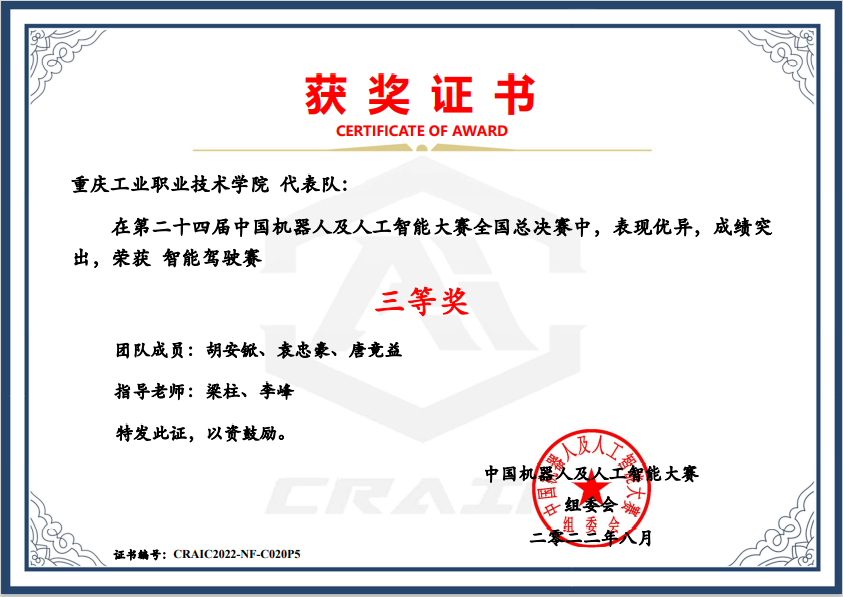 获奖证书
CERTIFICATE OF AWARD
重庆工业职业技术学院 代表队：
在第二十四届中国机器人及人工智能大赛全国总决赛中，表现优异，成绩突
出，荣获 智能驾驶赛
三等奖
团队成员：胡安锨、袁忠豪、唐竟益
指导老师：梁柱、李峰
特发此证，以资鼓励。
中国机器人及人工智能大赛
组委会
二零二二年八月
中国机器人及人工智能大赛
组委会
CRAIC
证书编号：CRAIC2022-NF-C020P5